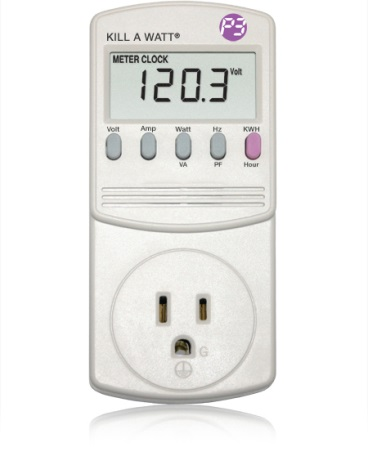 KILL A WATT®
P3
METER CLOCK
120.3 Volt
Volt Amp Watt Hz KWH
VA PF Hour
G